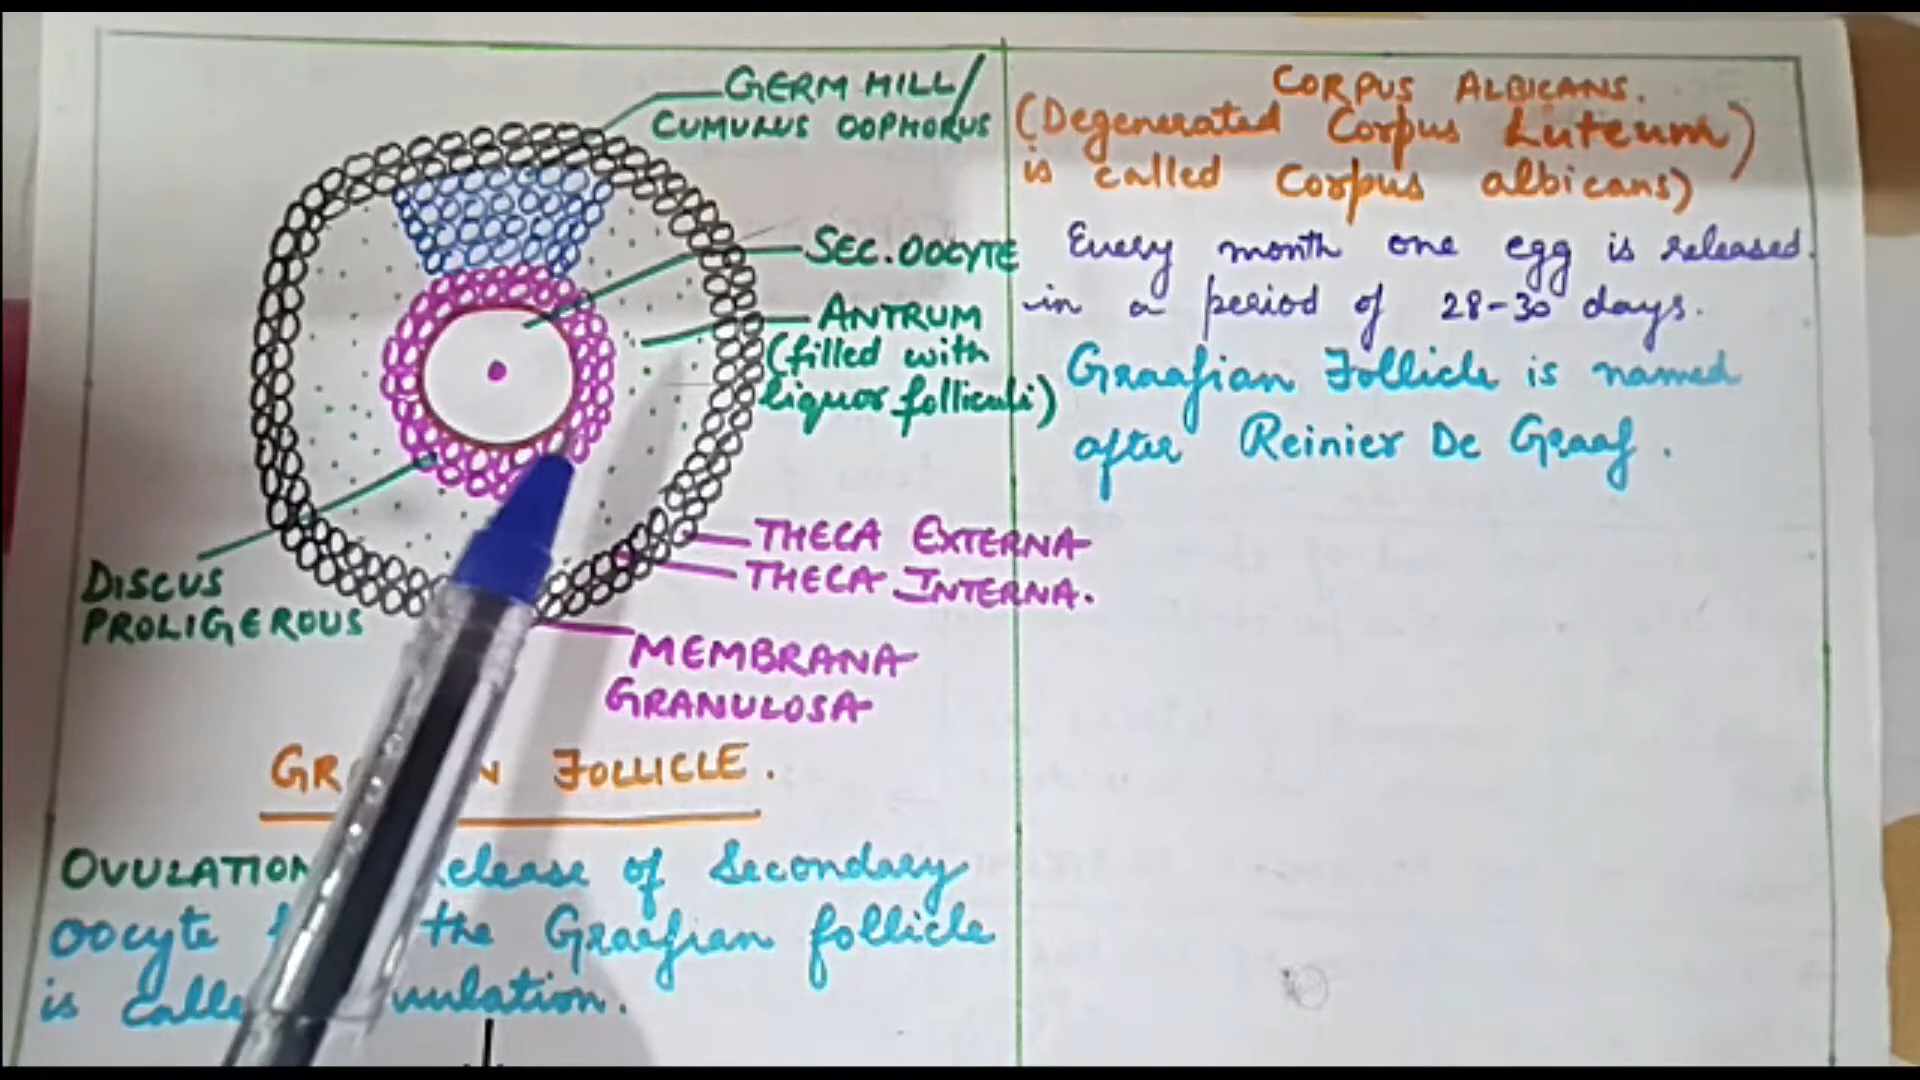 GERM HILL/
CUMULUS OOPHORUS
SEC. OOCYTE
ANTRUM
(filled with
liquor folliculi)
THECA EXTERNA
THECA INTERNA.
MEMBRANA
GRANULOSA
DISCUS
PROLIGEROUS
FOLLICLE.
OVULATION
of Secondary
oocyte the Graafian follicle
is
CORPUS ALBICANS.
(Degenerated Corpus Luteum)
is called Corpus albicans)
Every month one egg is released
in a period of 28-30 days.
Graafian Follicle is named
after Reinier De Graaf.